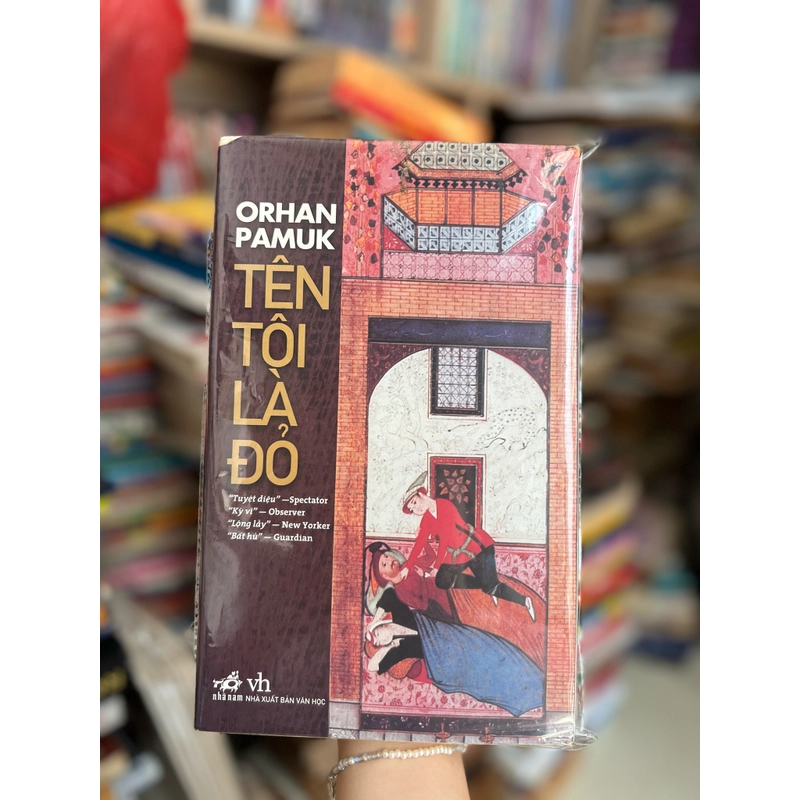 ORHAN
PAMUK
TÊN
TÔI
LÀ
ĐỎ
"Tuyệt diệu" —Spectator
"Kỳ vĩ" — Observer
"Lộng lẫy" — New Yorker
"Bất hủ" — Guardian
vh
nhã nam NHÀ XUẤT BẢN VĂN HỌC